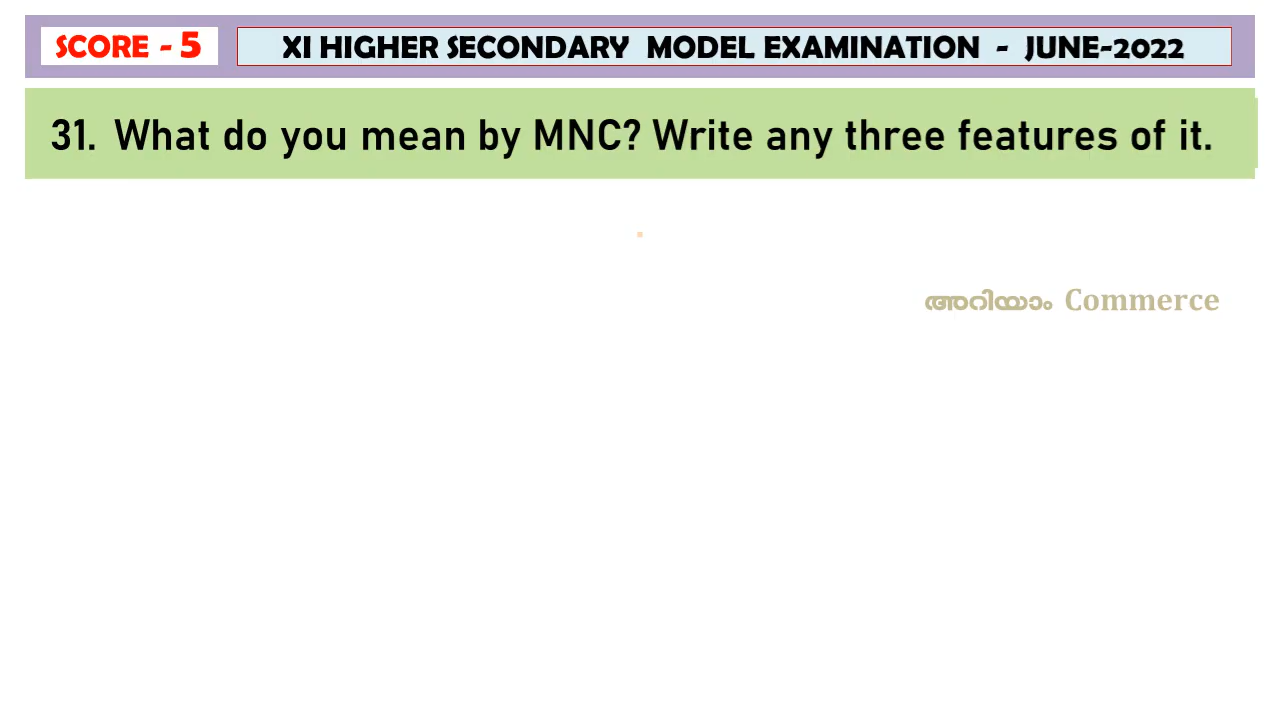 SCORE - 5
XI HIGHER SECONDARY MODEL EXAMINATION - JUNE-2022
31. What do you mean by MNC? Write any three features of it.
അറിയാം Commerce